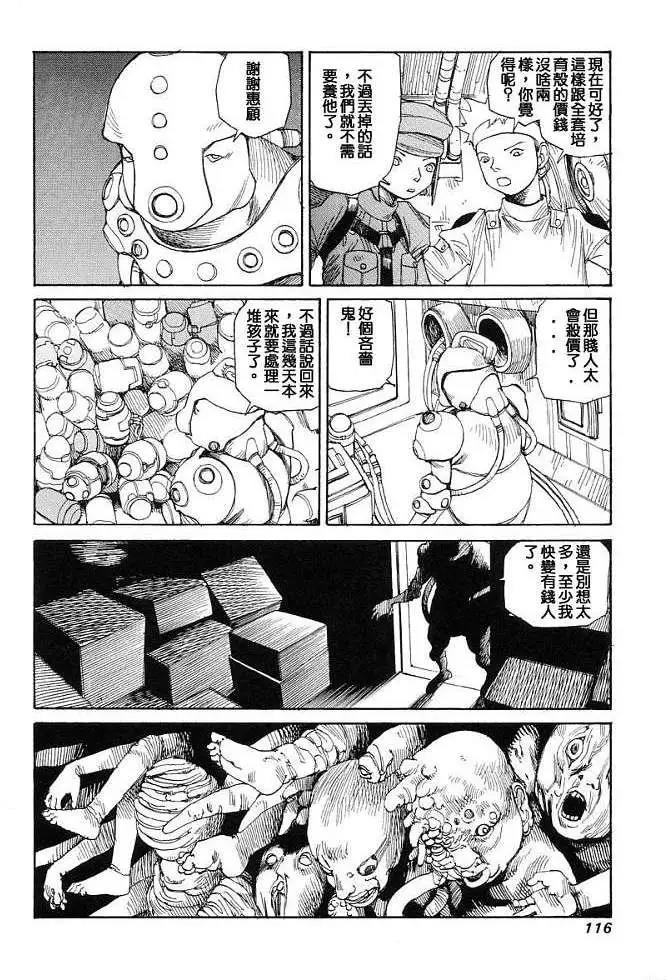 現在可好了，
這樣跟全套培
育殼的價錢
沒啥兩
樣，你覺
得呢？
不過丟掉的話
，我們就不需
要養他了。
謝謝惠顧
但那賤人太
會殺價了．
．．．
好個吝嗇
鬼！
不過話說回來
，我這幾天本
來就要處理一
堆孩子了。
還是別想太
多，至少我
快變有錢人
了。
116